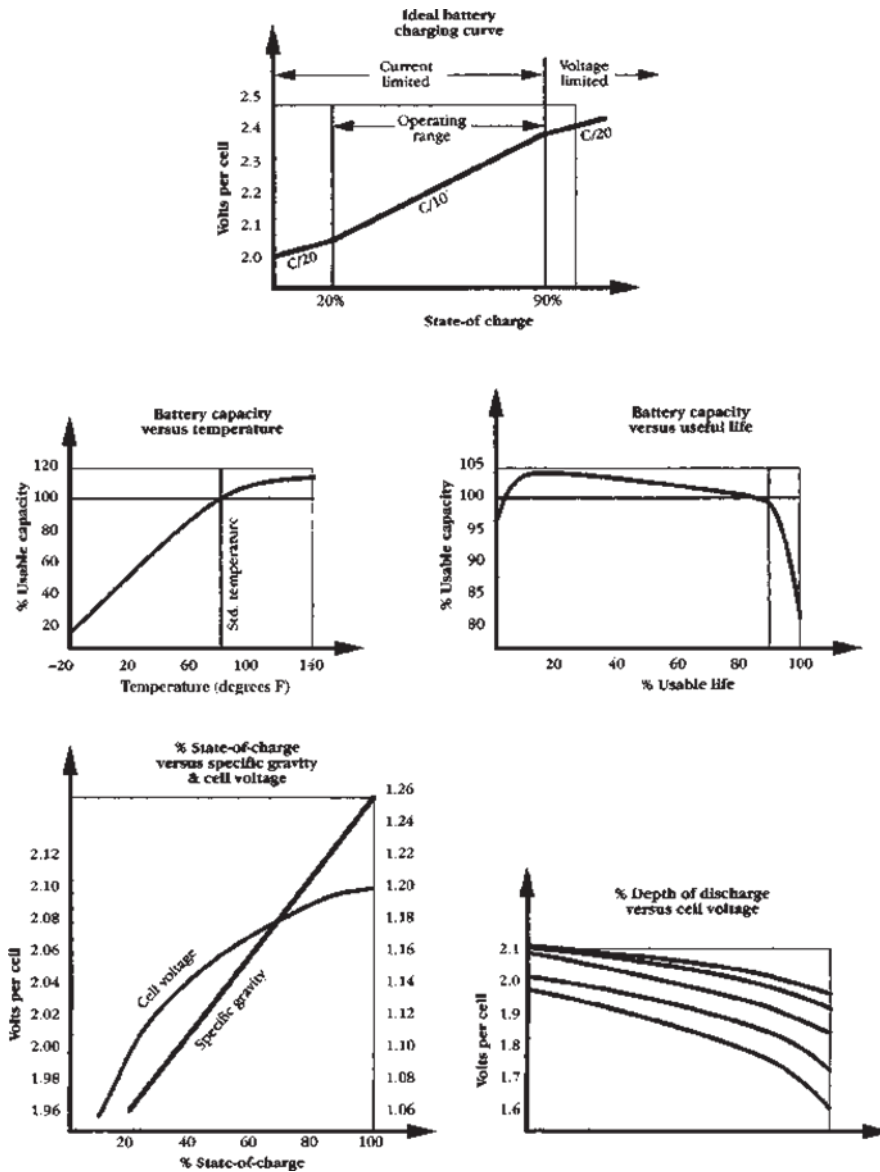 Ideal battery
charging curve
Current
limited
Voltage
limited
Operating
range
2.5
2.4
2.3
2.2
2.1
2.0
Volts per cell
C/20
C/10
C/20
20%
90%
State-of charge
Battery capacity
versus temperature
120
100
80
60
40
20
% Usable capacity
Std. temperature
-20
20
60
100
140
Temperature (degrees F)
Battery capacity
versus useful life
105
100
95
90
85
80
% Usable capacity
20
40
60
80
100
% Usable life
% State-of-charge
versus specific gravity
& cell voltage
2.12
2.10
2.08
2.06
2.04
2.02
2.00
1.98
1.96
Volts per cell
Cell voltage
Specific gravity
1.26
1.24
1.22
1.20
1.18
1.16
1.14
1.12
1.10
1.08
1.06
20
40
60
80
100
% State-of-charge
% Depth of discharge
versus cell voltage
2.1
2.0
1.9
1.8
1.7
1.6
Volts per cell